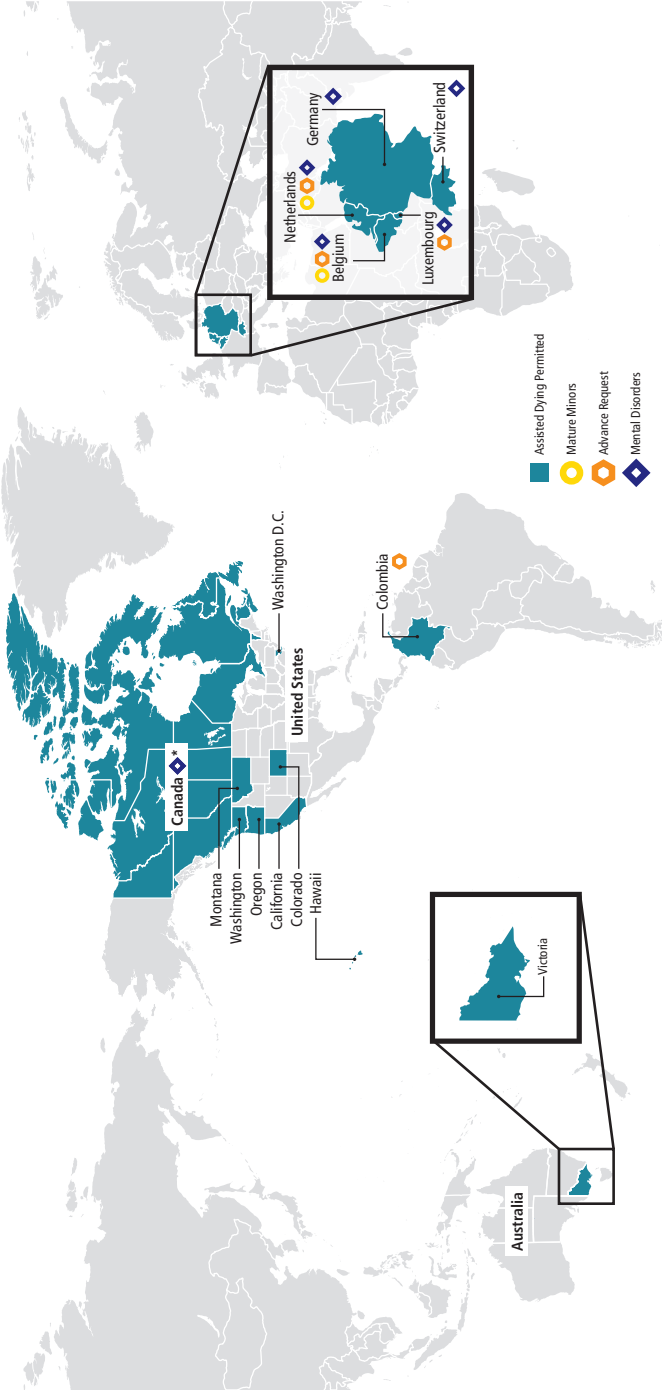 Canada *
Montana
Washington
Oregon
California
Colorado
Hawaii
United States
Washington D.C.
Colombia
Netherlands
Germany
Belgium
Luxembourg
Switzerland
Australia
Victoria
Assisted Dying Permitted
Mature Minors
Advance Request
Mental Disorders